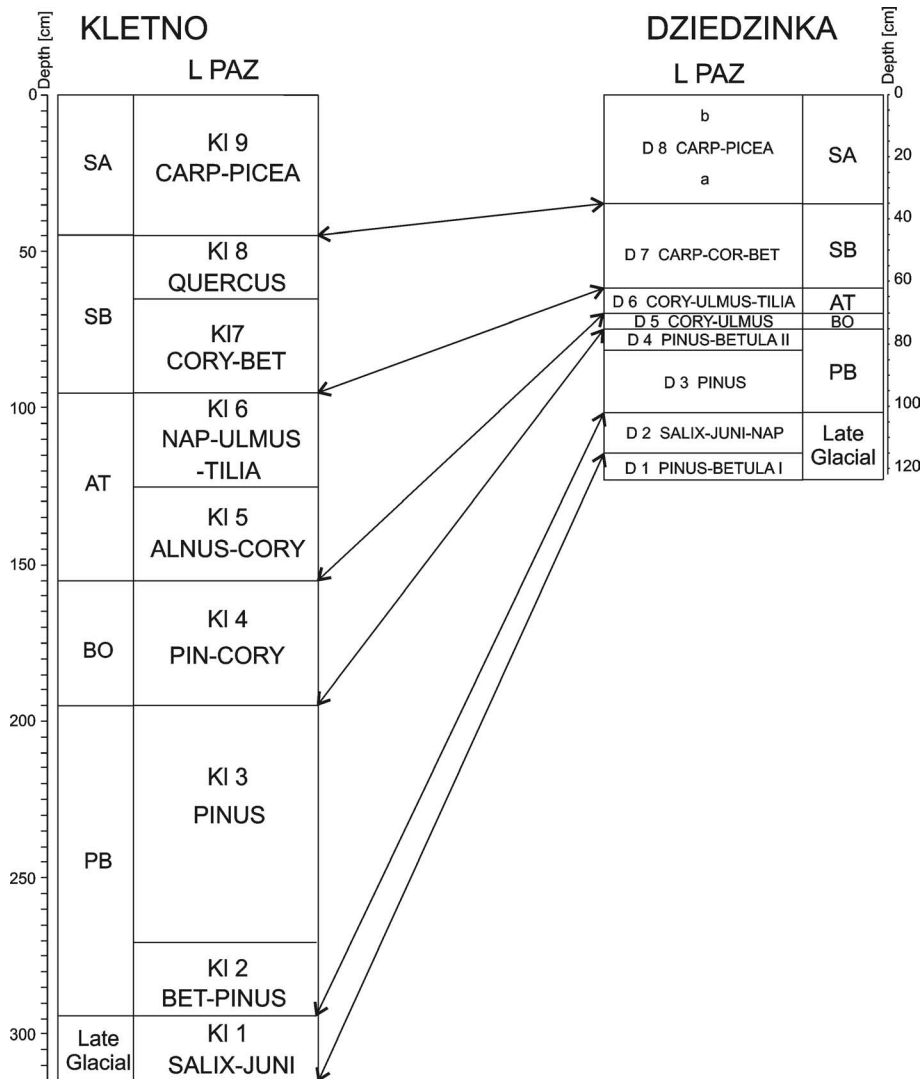 KLETNO
DZIEDZINKA
Depth [cm]
Depth [cm]
L PAZ
L PAZ
0
50
100
150
200
250
300
SA
SB
AT
BO
PB
Late
Glacial
Kl 9
CARP-PICEA
Kl 8
QUERCUS
Kl7
CORY-BET
Kl 6
NAP-ULMUS
-TILIA
Kl 5
ALNUS-CORY
Kl 4
PIN-CORY
Kl 3
PINUS
Kl 2
BET-PINUS
Kl 1
SALIX-JUNI
b
D 8 CARP-PICEA
a
D 7 CARP-COR-BET
D 6 CORY-ULMUS-TILIA
D 5 CORY-ULMUS
D 4 PINUS-BETULA II
D 3 PINUS
D 2 SALIX-JUNI-NAP
D 1 PINUS-BETULA I
SA
SB
AT
BO
PB
Late
Glacial
0
20
40
60
80
100
120